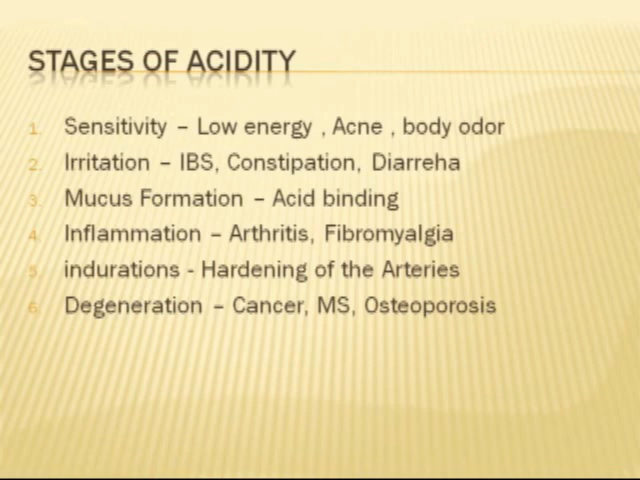 STAGES OF ACIDITY
1. Sensitivity – Low energy , Acne , body odor
2. Irritation – IBS, Constipation, Diarreha
3. Mucus Formation – Acid binding
4. Inflammation – Arthritis, Fibromyalgia
5. indurations - Hardening of the Arteries
6. Degeneration – Cancer, MS, Osteoporosis